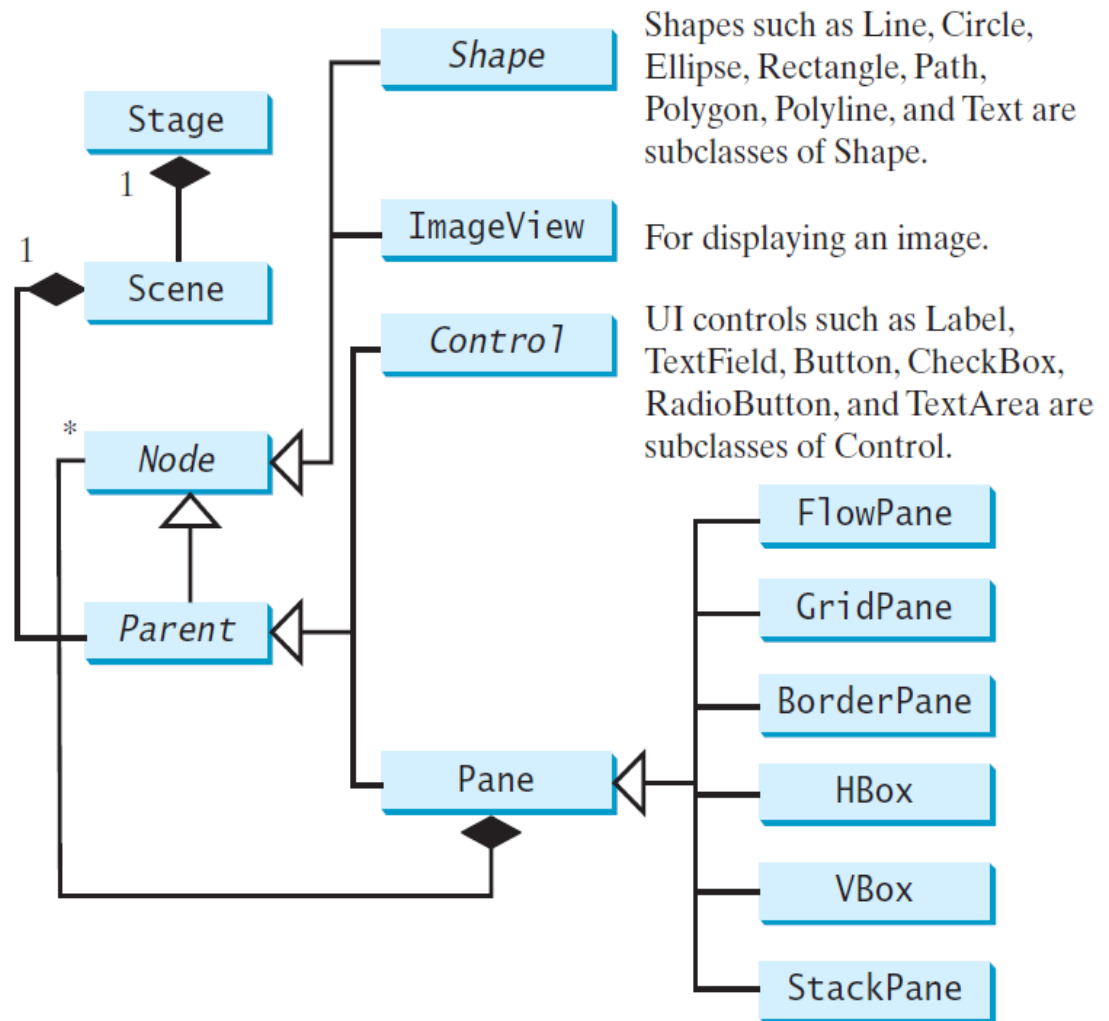 Shape
Shapes such as Line, Circle,
Ellipse, Rectangle, Path,
Polygon, Polyline, and Text are
subclasses of Shape.
Stage
1
ImageView
For displaying an image.
1
Scene
Control
UI controls such as Label,
TextField, Button, CheckBox,
RadioButton, and TextArea are
subclasses of Control.
*
Node
FlowPane
GridPane
Parent
BorderPane
Pane
HBox
VBox
StackPane